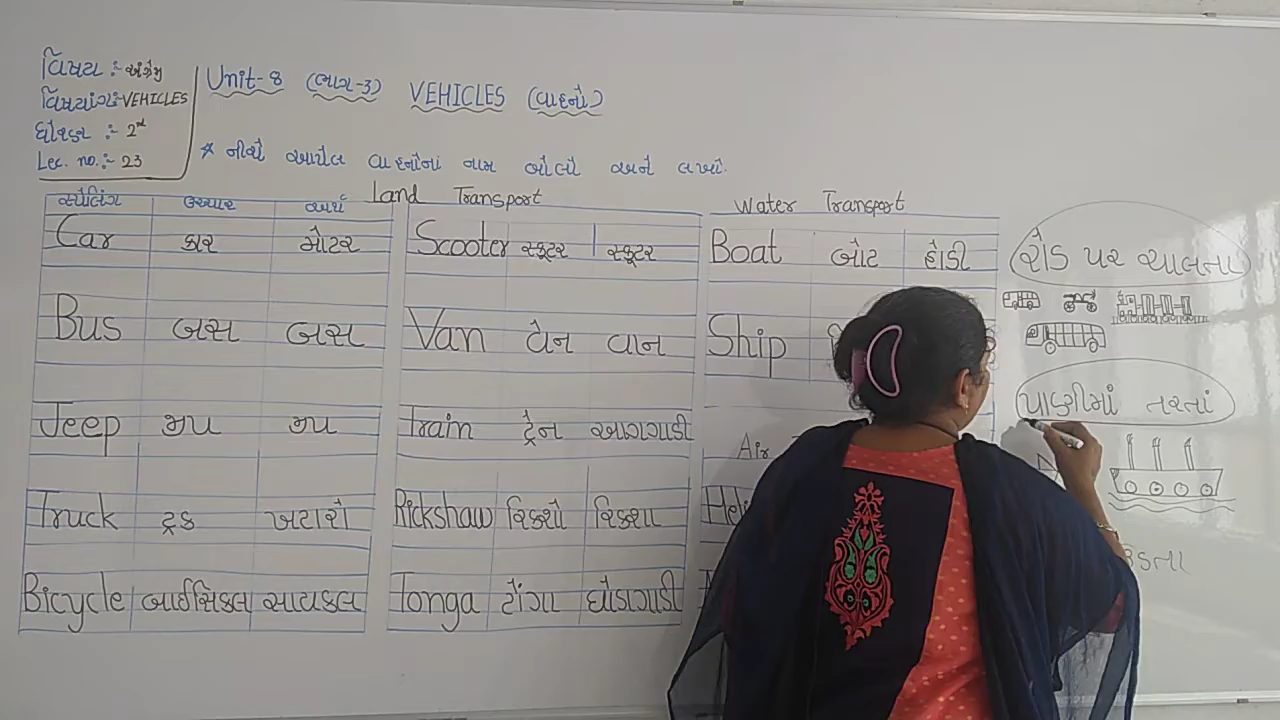 વિષય :- અંગ્રેજી
વિષયાંગ:- VEHICLES
ધોરણ :- 2nd
Lec. no. :- 23
Unit-8 (ભાગ-3) VEHICLES (વાહનો)
* નીચે આપેલ વાહનોનાં નામ બોલો અને લખો.
Land Transport
સ્પેલિંગ ઉચ્ચાર અર્થ
Car કાર મોટર
Bus બસ બસ
Jeep જીપ જીપ
Truck ટ્રક ખટારો
Bicycle બાઈસિકલ સાયકલ
Scooter સ્કૂટર સ્કૂટર
Van વેન વાન
Train ટ્રેન આગગાડી
Rickshaw રિક્શો રિક્શા
Tonga ટોંગા ઘોડાગાડી
Water Transport
Boat બોટ હોડી
Ship
Air
રોડ પર ચાલતા
પાણીમાં તરતાં